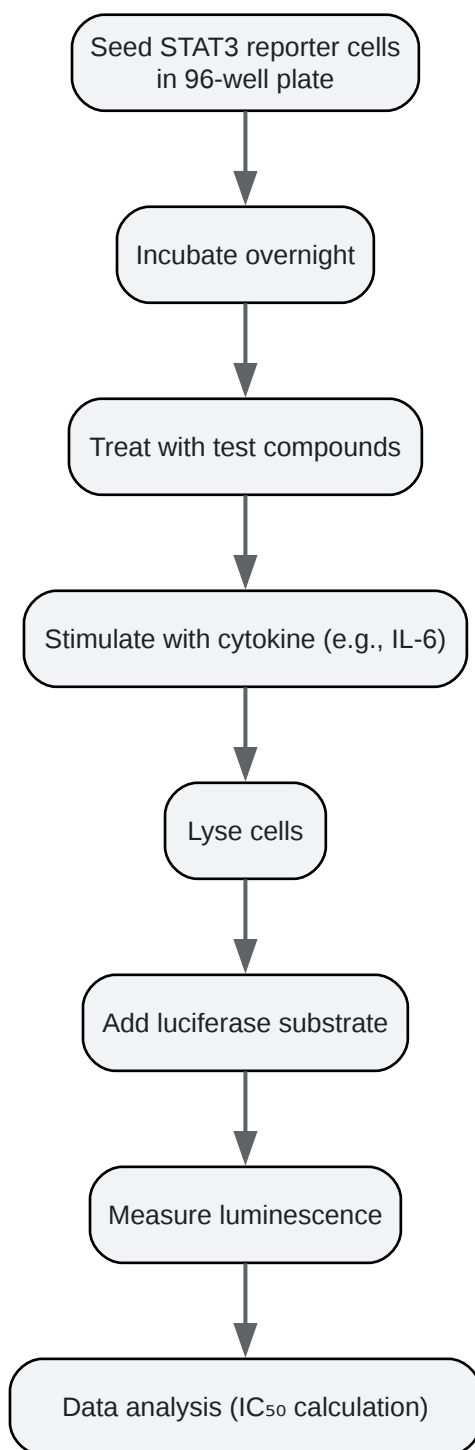 Seed STAT3 reporter cells
in 96-well plate
Incubate overnight
Treat with test compounds
Stimulate with cytokine (e.g., IL-6)
Lyse cells
Add luciferase substrate
Measure luminescence
Data analysis (IC₅₀ calculation)